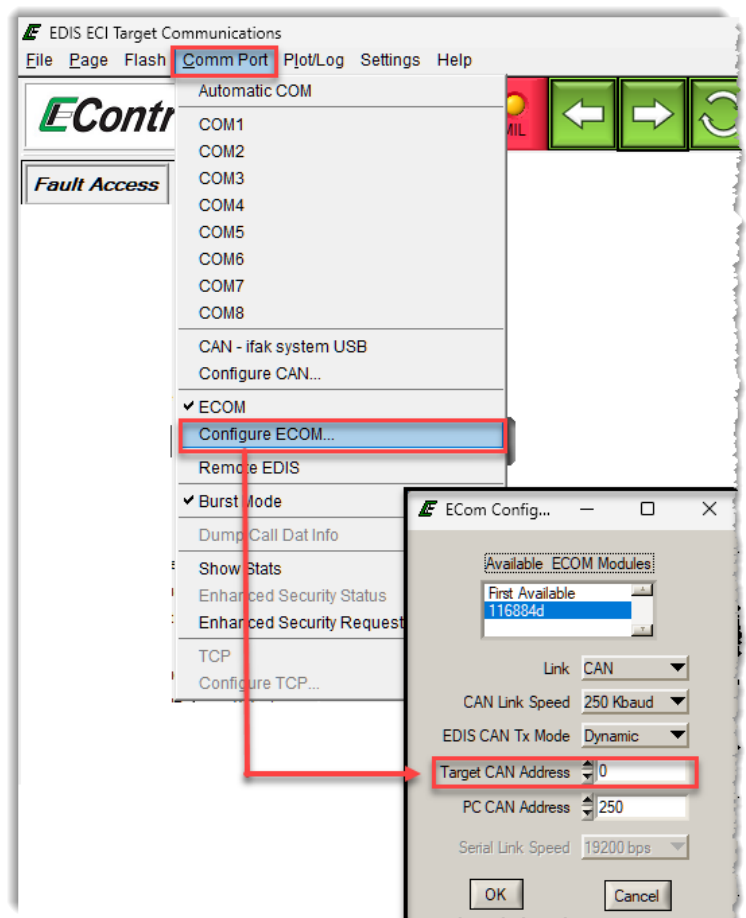 EDIS ECI Target Communications
File Page Flash Comm Port Plot/Log Settings Help
Automatic COM
EContr
MIL
COM1
COM2
COM3
Fault Access
COM4
COM5
COM6
COM7
COM8
CAN - ifak system USB
Configure CAN...
ECOM
Configure ECOM...
Remote EDIS
Burst Mode
Dump Call Dat Info
Show Stats
Enhanced Security Status
Enhanced Security Request
TCP
Configure TCP...
ECom Config...
Available ECOM Modules
First Available
116884d
Link CAN
CAN Link Speed 250 Kbaud
EDIS CAN Tx Mode Dynamic
Target CAN Address 0
PC CAN Address 250
Serial Link Speed 19200 bps
OK Cancel